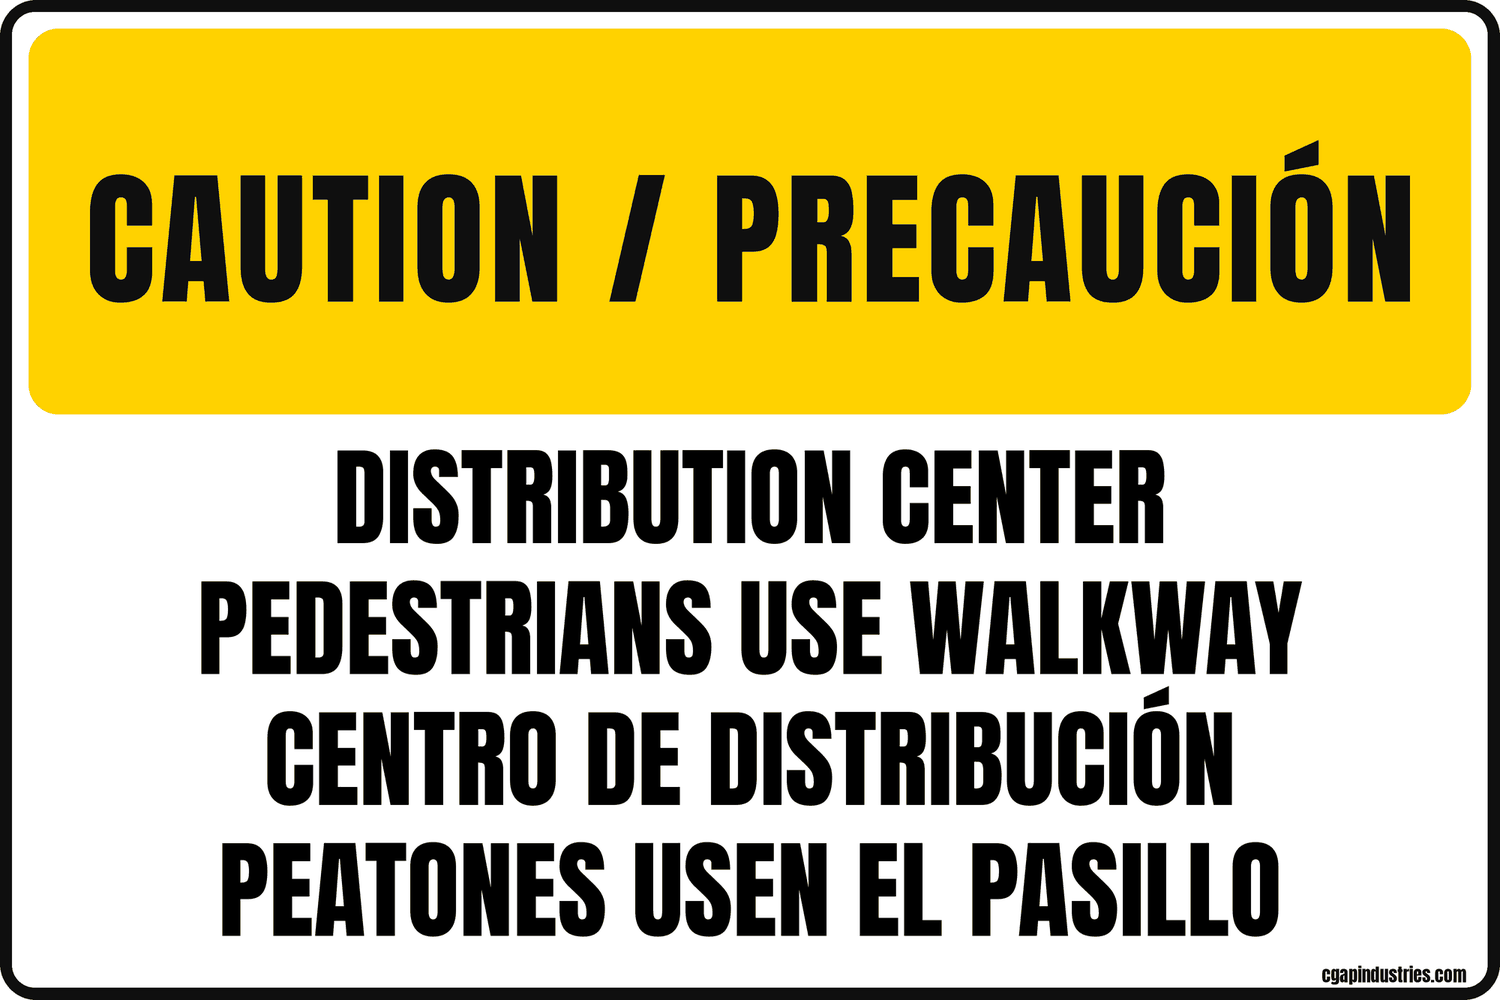 CAUTION / PRECAUCIÓN
DISTRIBUTION CENTER
PEDESTRIANS USE WALKWAY
CENTRO DE DISTRIBUCIÓN
PEATONES USEN EL PASILLO
cgapindustries.com